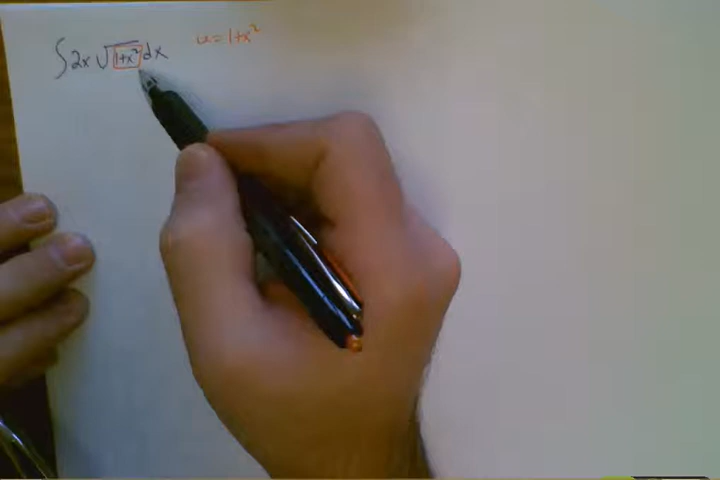 ∫2x √(1+x²) dx u=1+x²